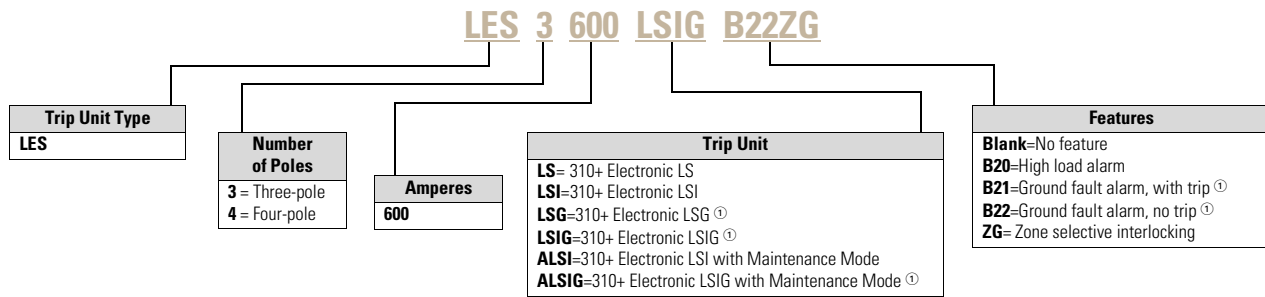 LES 3 600 LSIG B22ZG
Trip Unit Type
LES
Number
of Poles
3 = Three-pole
4 = Four-pole
Amperes
600
Trip Unit
LS= 310+ Electronic LS
LSI=310+ Electronic LSI
LSG=310+ Electronic LSG ①
LSIG=310+ Electronic LSIG ①
ALSI=310+ Electronic LSI with Maintenance Mode
ALSIG=310+ Electronic LSIG with Maintenance Mode ①
Features
Blank=No feature
B20=High load alarm
B21=Ground fault alarm, with trip ①
B22=Ground fault alarm, no trip ①
ZG= Zone selective interlocking